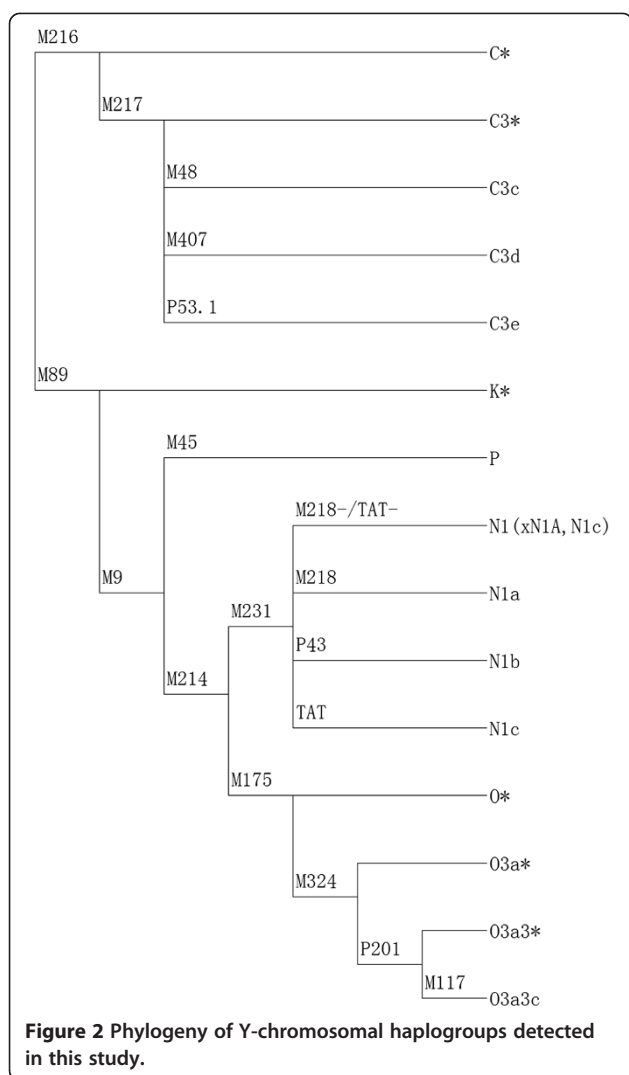 M216
C*
M217
C3*
M48
C3c
M407
C3d
P53.1
C3e
M89
K*
M45
P
M218-/TAT-
N1(xN1A,N1c)
M9
M218
N1a
M231
P43
N1b
M214
TAT
N1c
M175
O*
O3a*
M324
O3a3*
P201
M117
O3a3c
Figure 2 Phylogeny of Y-chromosomal haplogroups detected
in this study.